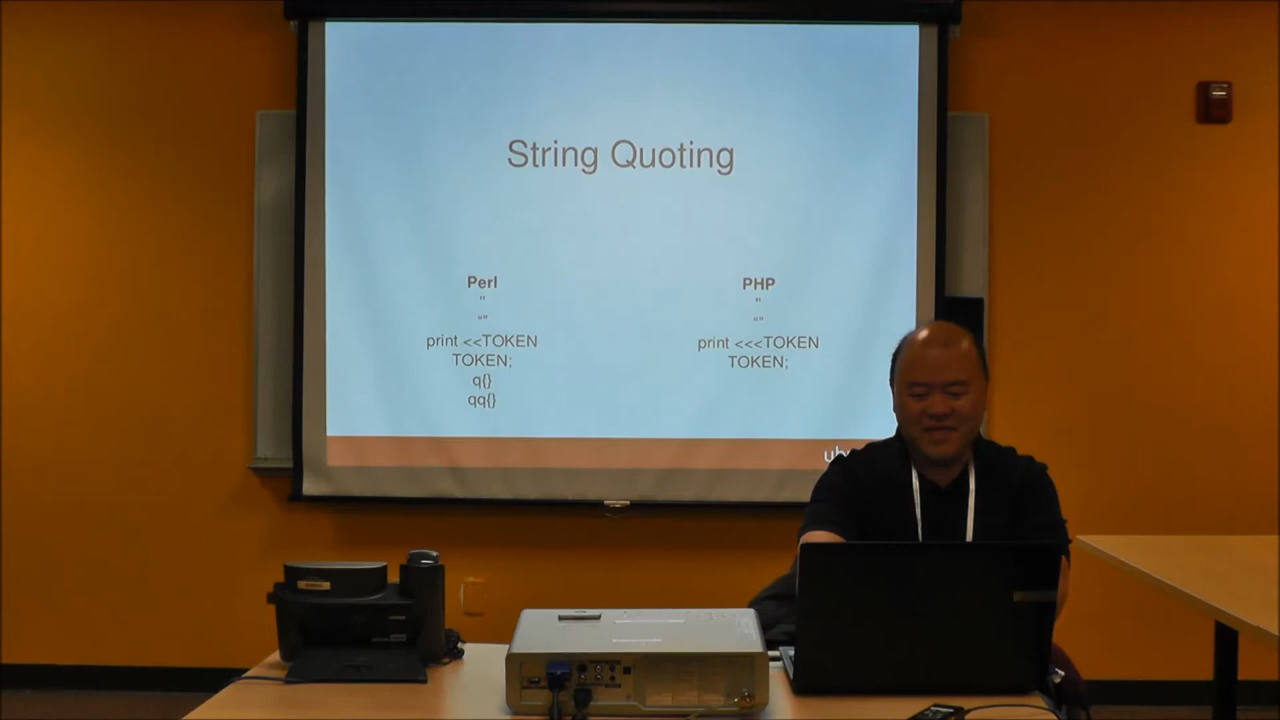 String Quoting
Perl
''
“”
print <<TOKEN
TOKEN;
q{}
qq{}
PHP
''
“”
print <<<TOKEN
TOKEN;